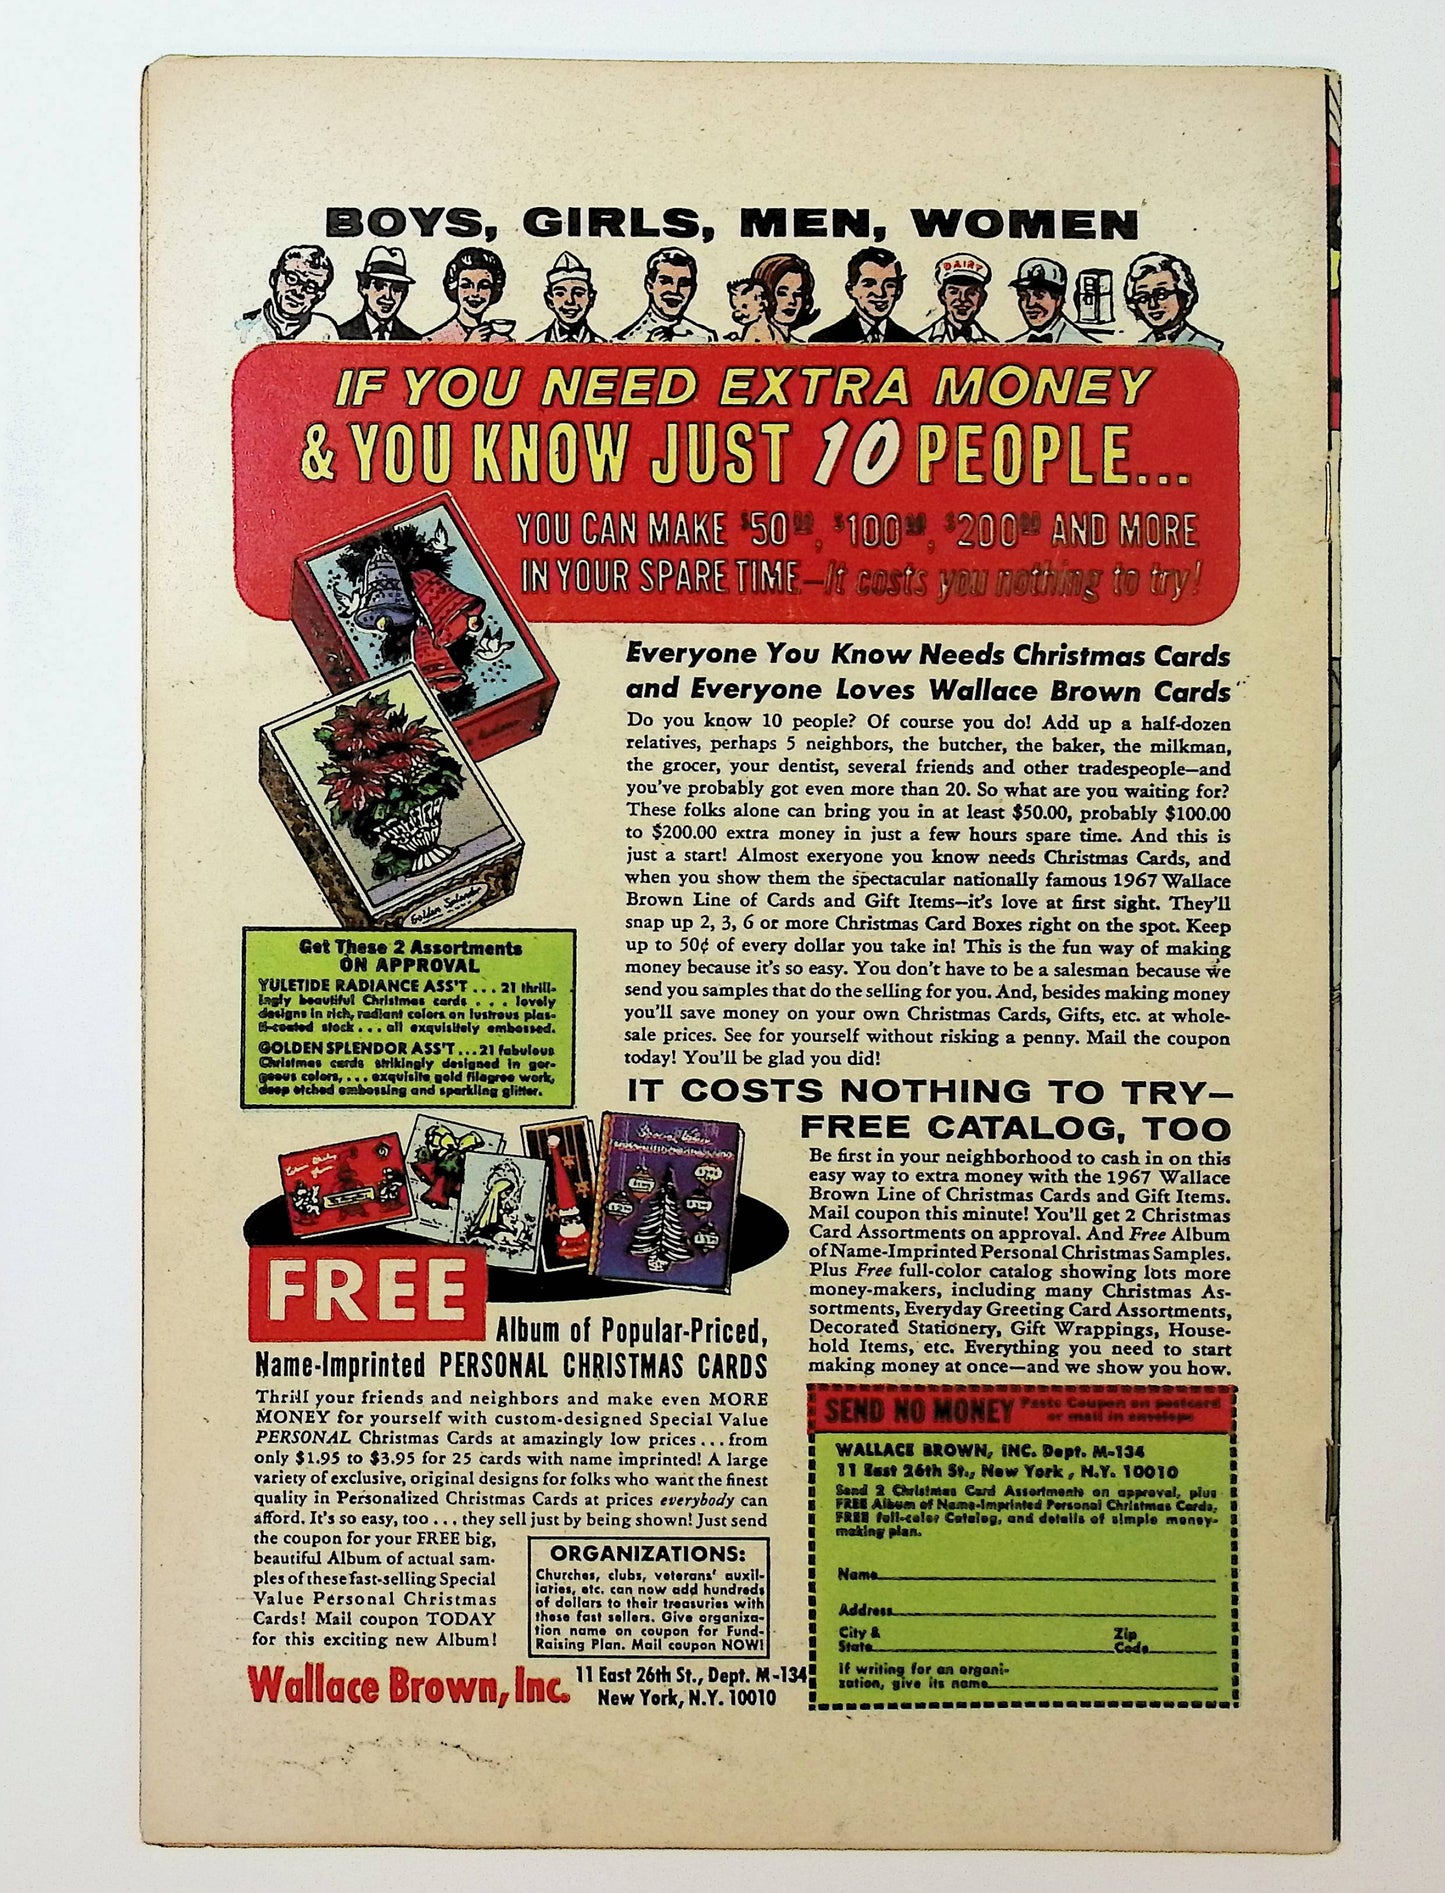 BOYS, GIRLS, MEN, WOMEN
DAIRY
IF YOU NEED EXTRA MONEY
& YOU KNOW JUST 10 PEOPLE...
YOU CAN MAKE $50.00, $100.00, $200.00 AND MORE
IN YOUR SPARE TIME—It costs you nothing to try!
Everyone You Know Needs Christmas Cards
and Everyone Loves Wallace Brown Cards
Do you know 10 people? Of course you do! Add up a half-dozen
relatives, perhaps 5 neighbors, the butcher, the baker, the milkman,
the grocer, your dentist, several friends and other tradespeople—and
you've probably got even more than 20. So what are you waiting for?
These folks alone can bring you in at least $50.00, probably $100.00
to $200.00 extra money in just a few hours spare time. And this is
just a start! Almost exeryone you know needs Christmas Cards, and
when you show them the spectacular nationally famous 1967 Wallace
Brown Line of Cards and Gift Items—it's love at first sight. They'll
snap up 2, 3, 6 or more Christmas Card Boxes right on the spot. Keep
up to 50¢ of every dollar you take in! This is the fun way of making
money because it's so easy. You don't have to be a salesman because we
send you samples that do the selling for you. And, besides making money
you'll save money on your own Christmas Cards, Gifts, etc. at whole-
sale prices. See for yourself without risking a penny. Mail the coupon
today! You'll be glad you did!
Golden Splendor
Get These 2 Assortments
ON APPROVAL
YULETIDE RADIANCE ASS'T ... 21 thrill-
ingly beautiful Christmas cards . . . lovely
designs in rich, radiant colors on lustrous plas-
ti-coated stock . . . all exquisitely embossed.
GOLDEN SPLENDOR ASS'T ... 21 fabulous
Christmas cards strikingly designed in gor-
geous colors, . . . exquisite gold filagree work,
deep etched embossing and sparkling glitter.
IT COSTS NOTHING TO TRY—
FREE CATALOG, TOO
Be first in your neighborhood to cash in on this
easy way to extra money with the 1967 Wallace
Brown Line of Christmas Cards and Gift Items.
Mail coupon this minute! You'll get 2 Christmas
Card Assortments on approval. And Free Album
of Name-Imprinted Personal Christmas Samples.
Plus Free full-color catalog showing lots more
money-makers, including many Christmas As-
sortments, Everyday Greeting Card Assortments,
Decorated Stationery, Gift Wrappings, House-
hold Items, etc. Everything you need to start
making money at once—and we show you how.
Special Value
FREE
Album of Popular-Priced,
Name-Imprinted PERSONAL CHRISTMAS CARDS
Thrill your friends and neighbors and make even MORE
MONEY for yourself with custom-designed Special Value
PERSONAL Christmas Cards at amazingly low prices . . . from
only $1.95 to $3.95 for 25 cards with name imprinted! A large
variety of exclusive, original designs for folks who want the finest
quality in Personalized Christmas Cards at prices everybody can
afford. It's so easy, too . . . they sell just by being shown! Just send
the coupon for your FREE big,
beautiful Album of actual sam-
ples of these fast-selling Special
Value Personal Christmas
Cards! Mail coupon TODAY
for this exciting new Album!
ORGANIZATIONS:
Churches, clubs, veterans' auxil-
iaries, etc. can now add hundreds
of dollars to their treasuries with
these fast sellers. Give organiza-
tion name on coupon for Fund-
Raising Plan. Mail coupon NOW!
Wallace Brown, Inc. 11 East 26th St., Dept. M-134
New York, N.Y. 10010
SEND NO MONEY Paste Coupon on postcard
or mail in envelope
WALLACE BROWN, INC. Dept. M-134
11 East 26th St., New York , N.Y. 10010
Send 2 Christmas Card Assortments on approval, plus
FREE Album of Name-Imprinted Personal Christmas Cards,
FREE full-color Catalog, and details of simple money-
making plan.
Name
Address
City & Zip
State Code
If writing for an organi-
zation, give its name